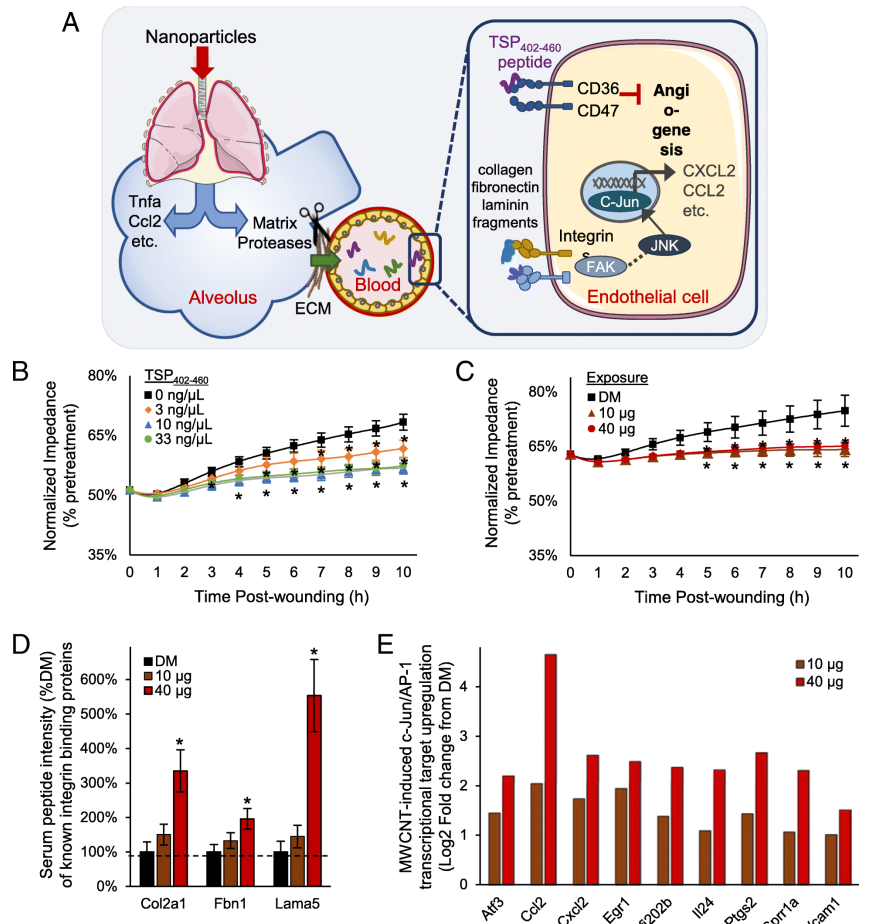 A
Nanoparticles
Tnfa
Ccl2
etc.
Matrix
Proteases
Alveolus
ECM
Blood
TSP402-460
peptide
CD36
CD47
Angi
o-
gene
sis
collagen
fibronectin
laminin
fragments
C-Jun
CXCL2
CCL2
etc.
Integrin
s
FAK
JNK
Endothelial cell
B
Normalized Impedance
(% pretreatment)
80%
65%
50%
35%
TSP402-460
0 ng/µL
3 ng/µL
10 ng/µL
33 ng/µL
* * * * * * * *
0 1 2 3 4 5 6 7 8 9 10
Time Post-wounding (h)
C
Normalized Impedance
(% pretreatment)
80%
65%
50%
35%
Exposure
DM
10 µg
40 µg
* * * * * *
* * * * * *
0 1 2 3 4 5 6 7 8 9 10
Time Post-wounding (h)
D
Serum peptide intensity (%DM)
of known integrin binding proteins
600%
500%
400%
300%
200%
100%
0%
DM
10 µg
40 µg
* * *
Col2a1 Fbn1 Lama5
E
MWCNT-induced c-Jun/AP-1
transcriptional target upregulation
(Log2 Fold change from DM)
4
3
2
1
0
10 µg
40 µg
Atf3 Ccl2 Cxcl2 Egr1 Il24 Ptgs2